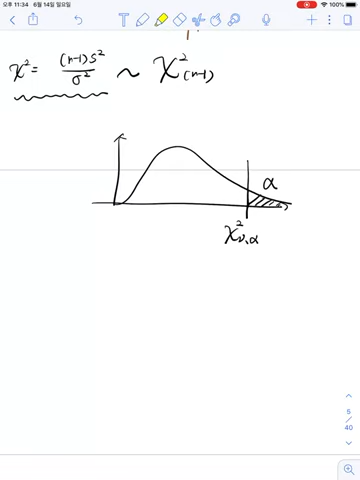 오후 11:34 6월 14일 일요일 100%
χ² = (n-1)S² / σ² ~ χ²(n-1)
α
χ²ν,α
5
/
40